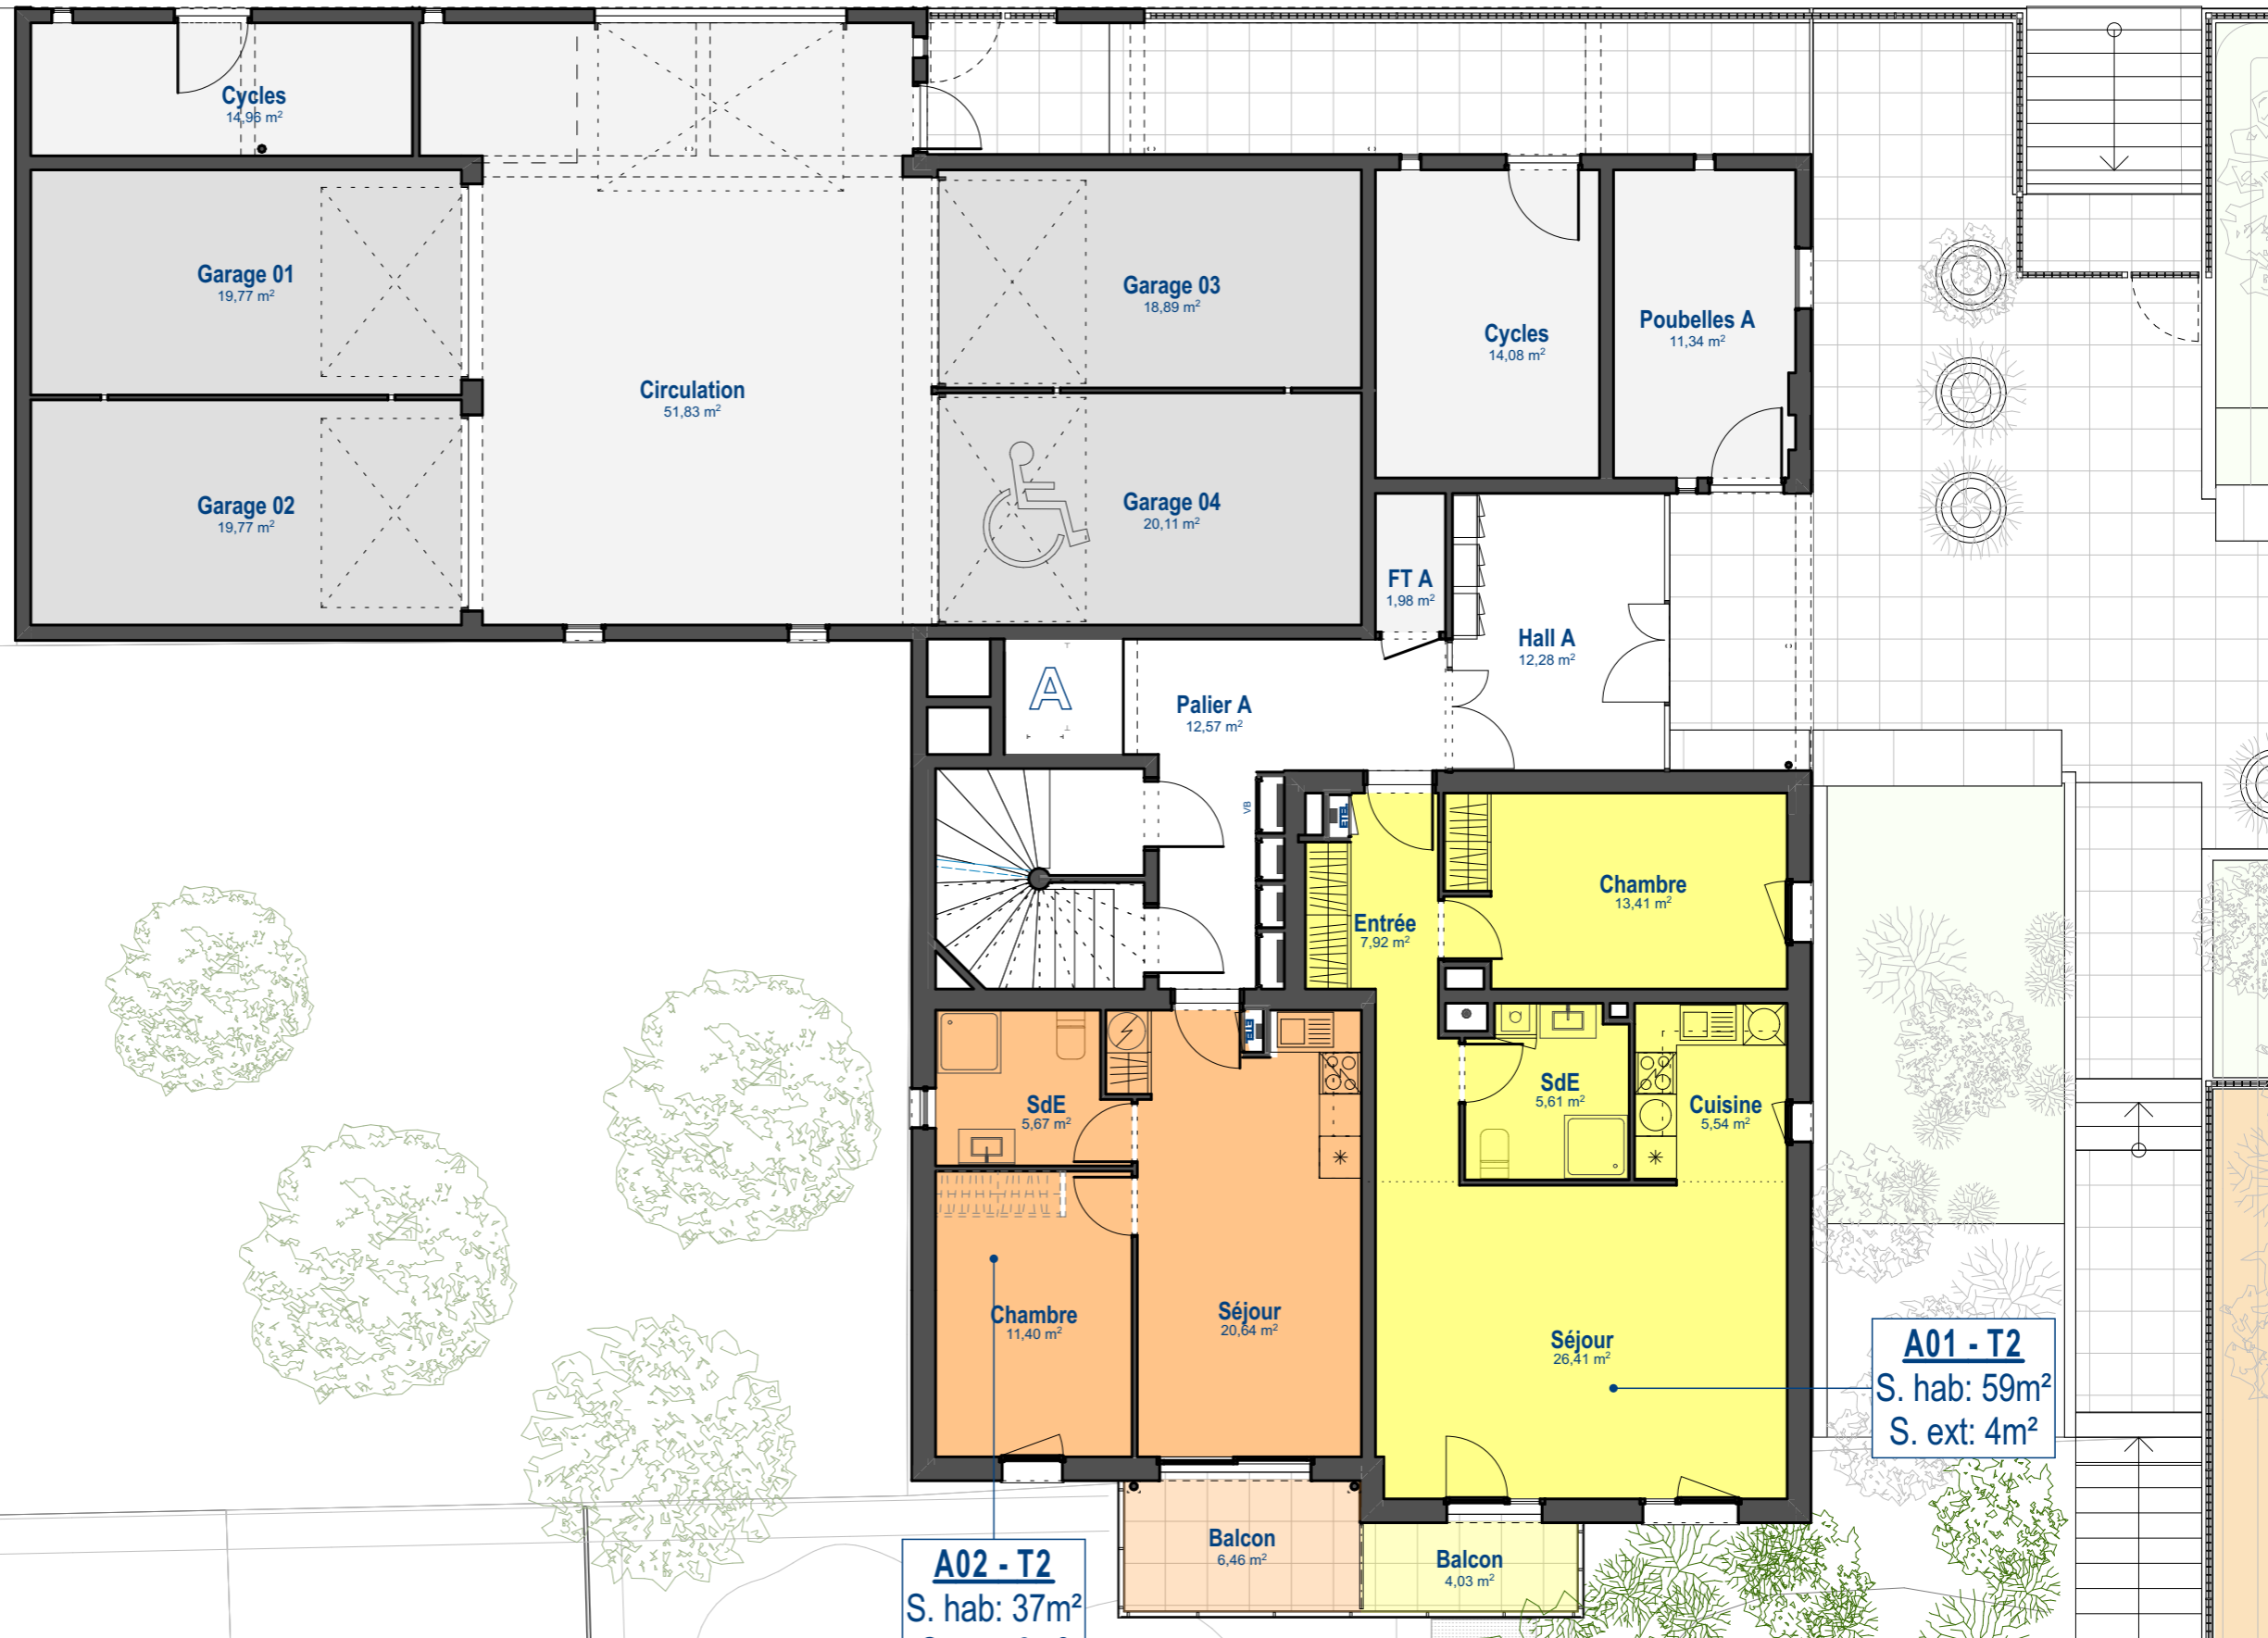 Cycles
14,96 m²
Garage 01
19,77 m²
Garage 02
19,77 m²
Circulation
51,83 m²
Garage 03
18,89 m²
Garage 04
20,11 m²
Cycles
14,08 m²
Poubelles A
11,34 m²
FT A
1,98 m²
Hall A
12,28 m²
A
Palier A
12,57 m²
VB
ETEL
Entrée
7,92 m²
Chambre
13,41 m²
ETEL
SdE
5,67 m²
SdE
5,61 m²
Cuisine
5,54 m²
Chambre
11,40 m²
Séjour
20,64 m²
Séjour
26,41 m²
A01 - T2
S. hab: 59m²
S. ext: 4m²
Balcon
6,46 m²
Balcon
4,03 m²
A02 - T2
S. hab: 37m²